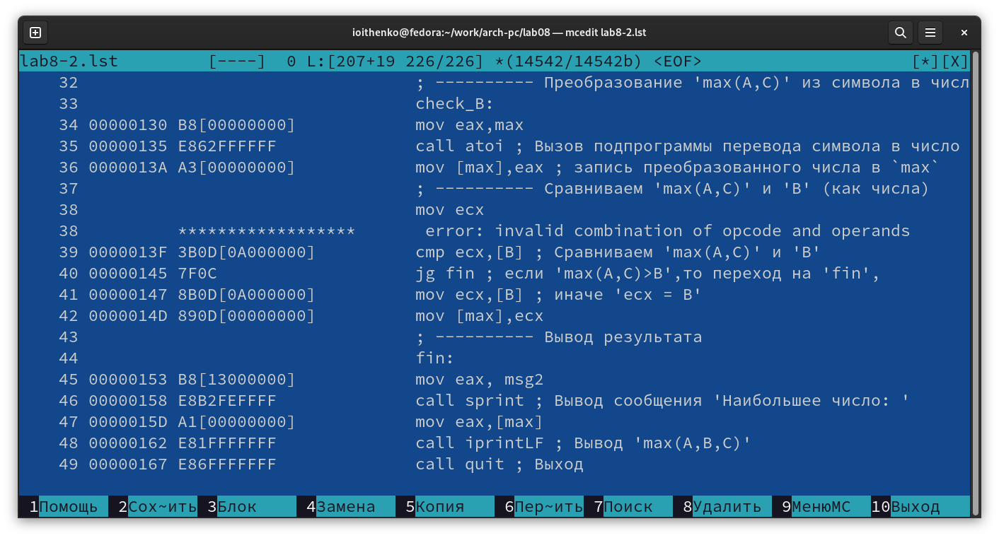 ioithenko@fedora:~/work/arch-pc/lab08 — mcedit lab8-2.lst
lab8-2.lst [----] 0 L:[207+19 226/226] *(14542/14542b) <EOF> [*][X]
32 ; ---------- Преобразование 'max(A,C)' из символа в числ
33 check_B:
34 00000130 B8[00000000] mov eax,max
35 00000135 E862FFFFFF call atoi ; Вызов подпрограммы перевода символа в число
36 0000013A A3[00000000] mov [max],eax ; запись преобразованного числа в `max`
37 ; ---------- Сравниваем 'max(A,C)' и 'B' (как числа)
38 mov ecx
38 ****************** error: invalid combination of opcode and operands
39 0000013F 3B0D[0A000000] cmp ecx,[B] ; Сравниваем 'max(A,C)' и 'B'
40 00000145 7F0C jg fin ; если 'max(A,C)>B',то переход на 'fin',
41 00000147 8B0D[0A000000] mov ecx,[B] ; иначе 'ecx = B'
42 0000014D 890D[00000000] mov [max],ecx
43 ; ---------- Вывод результата
44 fin:
45 00000153 B8[13000000] mov eax, msg2
46 00000158 E8B2FEFFFF call sprint ; Вывод сообщения 'Наибольшее число: '
47 0000015D A1[00000000] mov eax,[max]
48 00000162 E81FFFFFFF call iprintLF ; Вывод 'max(A,B,C)'
49 00000167 E86FFFFFFF call quit ; Выход
1Помощь 2Сох~ить 3Блок 4Замена 5Копия 6Пер~ить 7Поиск 8Удалить 9МенюMC 10Выход